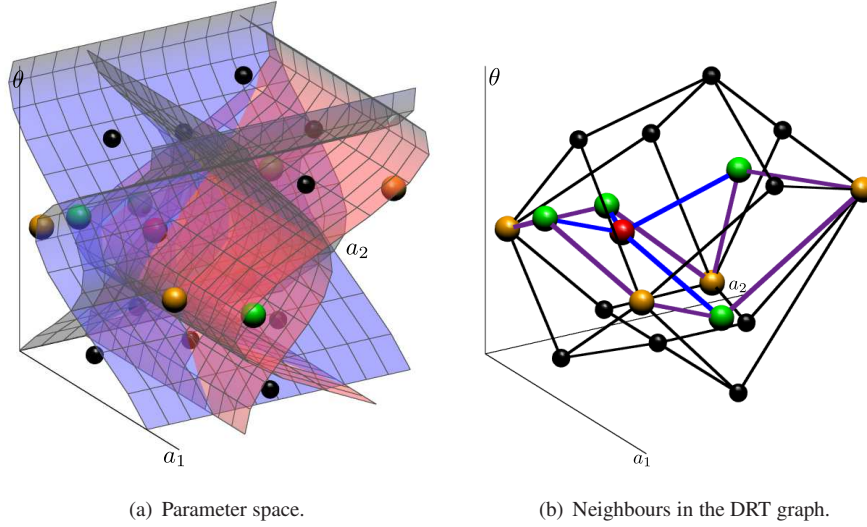 θ
a₂
a₁
(a) Parameter space.
θ
a₂
a₁
(b) Neighbours in the DRT graph.